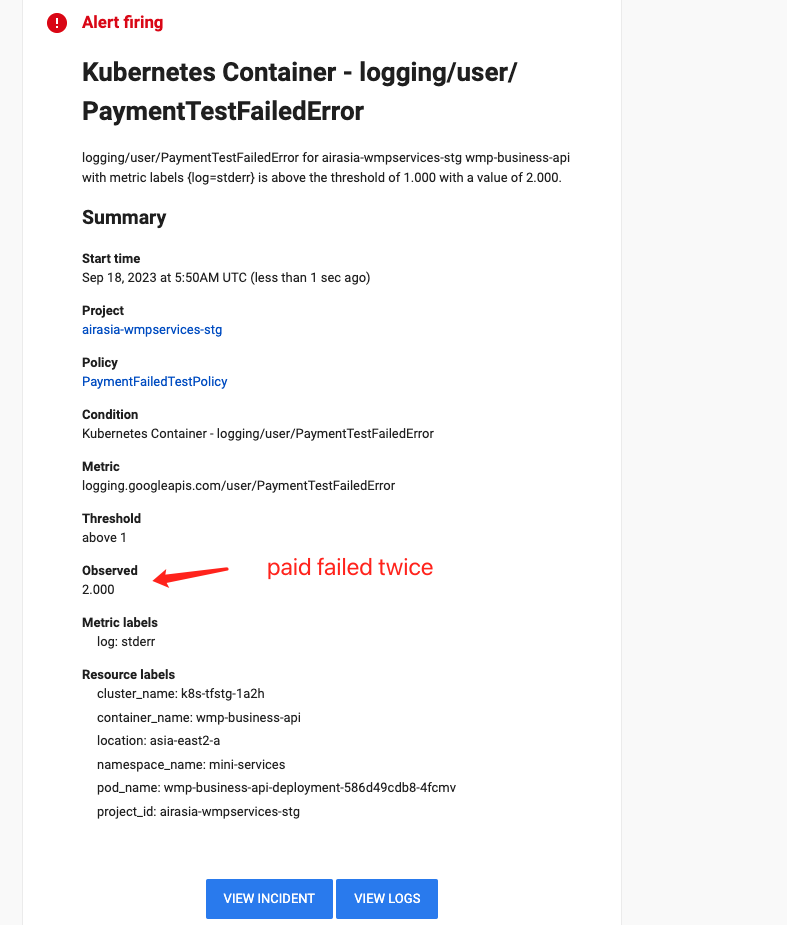 Alert firing
Kubernetes Container - logging/user/
PaymentTestFailedError
logging/user/PaymentTestFailedError for airasia-wmpservices-stg wmp-business-api
with metric labels {log=stderr} is above the threshold of 1.000 with a value of 2.000.
Summary
Start time
Sep 18, 2023 at 5:50AM UTC (less than 1 sec ago)
Project
airasia-wmpservices-stg
Policy
PaymentFailedTestPolicy
Condition
Kubernetes Container - logging/user/PaymentTestFailedError
Metric
logging.googleapis.com/user/PaymentTestFailedError
Threshold
above 1
Observed
paid failed twice
2.000
Metric labels
log: stderr
Resource labels
cluster_name: k8s-tfstg-1a2h
container_name: wmp-business-api
location: asia-east2-a
namespace_name: mini-services
pod_name: wmp-business-api-deployment-586d49cdb8-4fcmv
project_id: airasia-wmpservices-stg
VIEW INCIDENT
VIEW LOGS